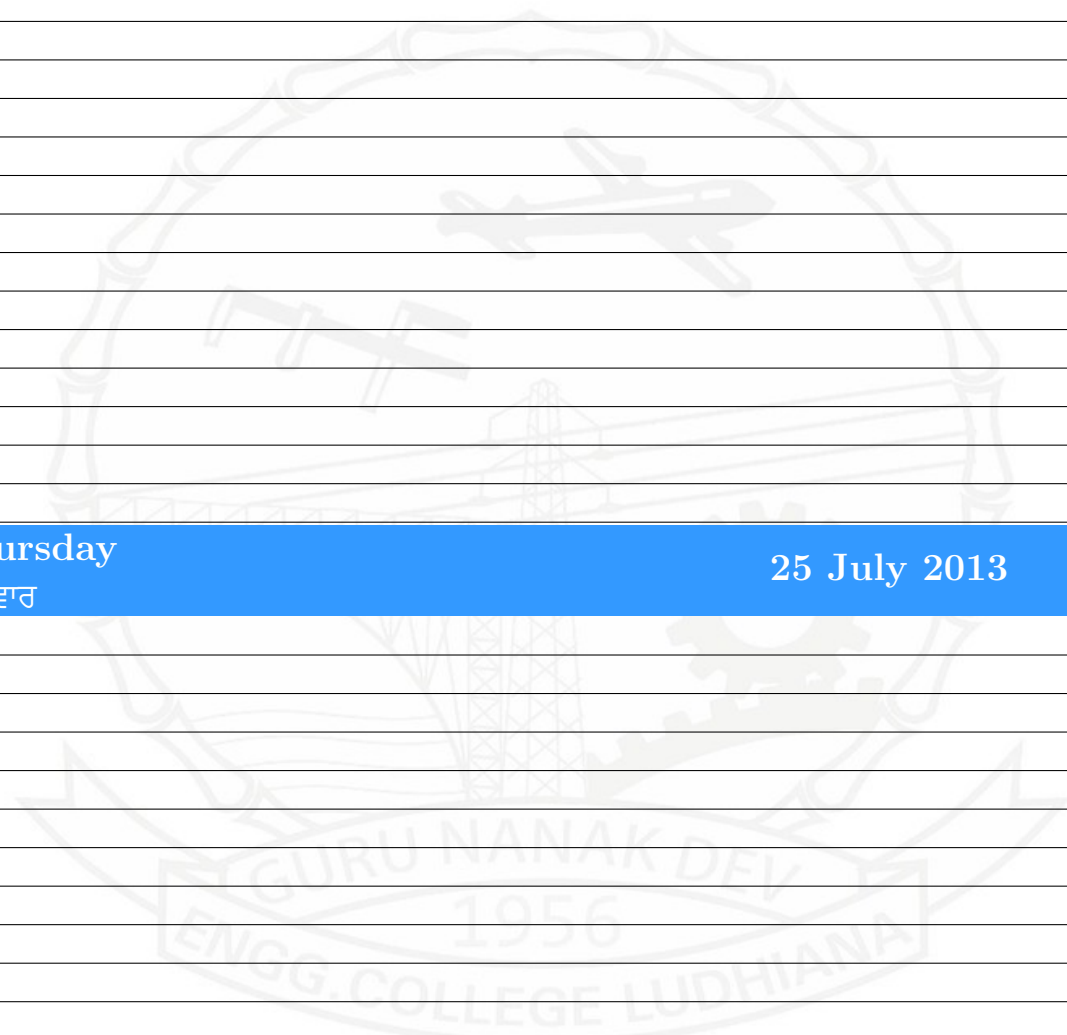 ursday
ਵਾਰ
25 July 2013
GURU NANAK DEV
1956
ENGG. COLLEGE LUDHIANA